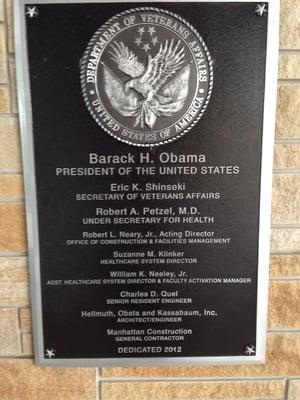 DEPARTMENT OF VETERANS AFFAIRS
UNITED STATES OF AMERICA
Barack H. Obama
PRESIDENT OF THE UNITED STATES
Eric K. Shinseki
SECRETARY OF VETERANS AFFAIRS
Robert A. Petzel, M.D.
UNDER SECRETARY FOR HEALTH
Robert L. Neary, Jr., Acting Director
OFFICE OF CONSTRUCTION & FACILITIES MANAGEMENT
Suzanne M. Klinker
HEALTHCARE SYSTEM DIRECTOR
William K. Neeley, Jr.
ASST. HEALTHCARE SYSTEM DIRECTOR & FACULTY ACTIVATION MANAGER
Charles D. Quel
SENIOR RESIDENT ENGINEER
Hellmuth, Obata and Kassabaum, Inc.
ARCHITECT/ENGINEER
Manhattan Construction
GENERAL CONTRACTOR
DEDICATED 2012